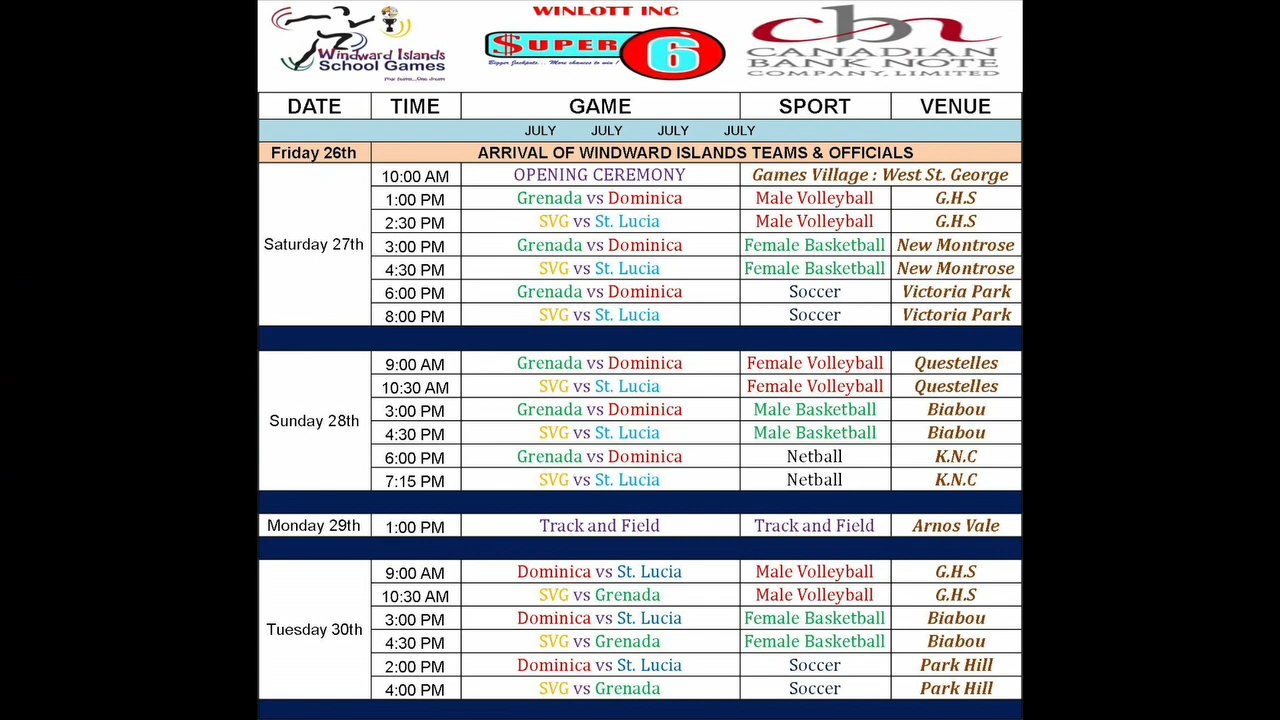 Windward Islands
School Games
WINLOTT INC
$UPER 6
Bigger Jackpots... More chances to win !
cbn
CANADIAN
BANK NOTE
COMPANY, LIMITED
DATE TIME GAME SPORT VENUE
JULY JULY JULY JULY
Friday 26th ARRIVAL OF WINDWARD ISLANDS TEAMS & OFFICIALS
Saturday 27th
10:00 AM OPENING CEREMONY Games Village : West St. George
1:00 PM Grenada vs Dominica Male Volleyball G.H.S
2:30 PM SVG vs St. Lucia Male Volleyball G.H.S
3:00 PM Grenada vs Dominica Female Basketball New Montrose
4:30 PM SVG vs St. Lucia Female Basketball New Montrose
6:00 PM Grenada vs Dominica Soccer Victoria Park
8:00 PM SVG vs St. Lucia Soccer Victoria Park
Sunday 28th
9:00 AM Grenada vs Dominica Female Volleyball Questelles
10:30 AM SVG vs St. Lucia Female Volleyball Questelles
3:00 PM Grenada vs Dominica Male Basketball Biabou
4:30 PM SVG vs St. Lucia Male Basketball Biabou
6:00 PM Grenada vs Dominica Netball K.N.C
7:15 PM SVG vs St. Lucia Netball K.N.C
Monday 29th 1:00 PM Track and Field Track and Field Arnos Vale
Tuesday 30th
9:00 AM Dominica vs St. Lucia Male Volleyball G.H.S
10:30 AM SVG vs Grenada Male Volleyball G.H.S
3:00 PM Dominica vs St. Lucia Female Basketball Biabou
4:30 PM SVG vs Grenada Female Basketball Biabou
2:00 PM Dominica vs St. Lucia Soccer Park Hill
4:00 PM SVG vs Grenada Soccer Park Hill